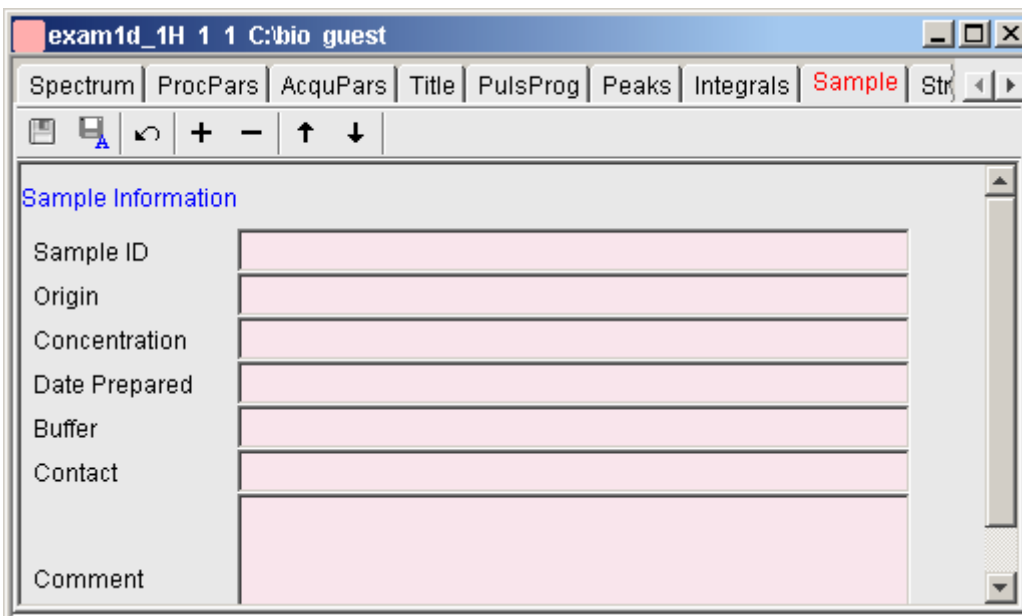 exam1d_1H 1 1 C:\bio guest
Spectrum ProcPars AcquPars Title PulsProg Peaks Integrals Sample Str
A
Sample Information
Sample ID
Origin
Concentration
Date Prepared
Buffer
Contact
Comment